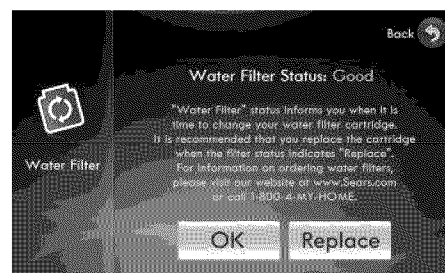 Back
Water Filter Status: Good
"Water Filter" status informs you when it is
time to change your water filter cartridge.
It is recommended that you replace the cartridge
when the filter status indicates "Replace".
For information on ordering water filters,
please visit our website at www.Sears.com
or call 1-800-4-MY-HOME.
Water Filter
OK
Replace